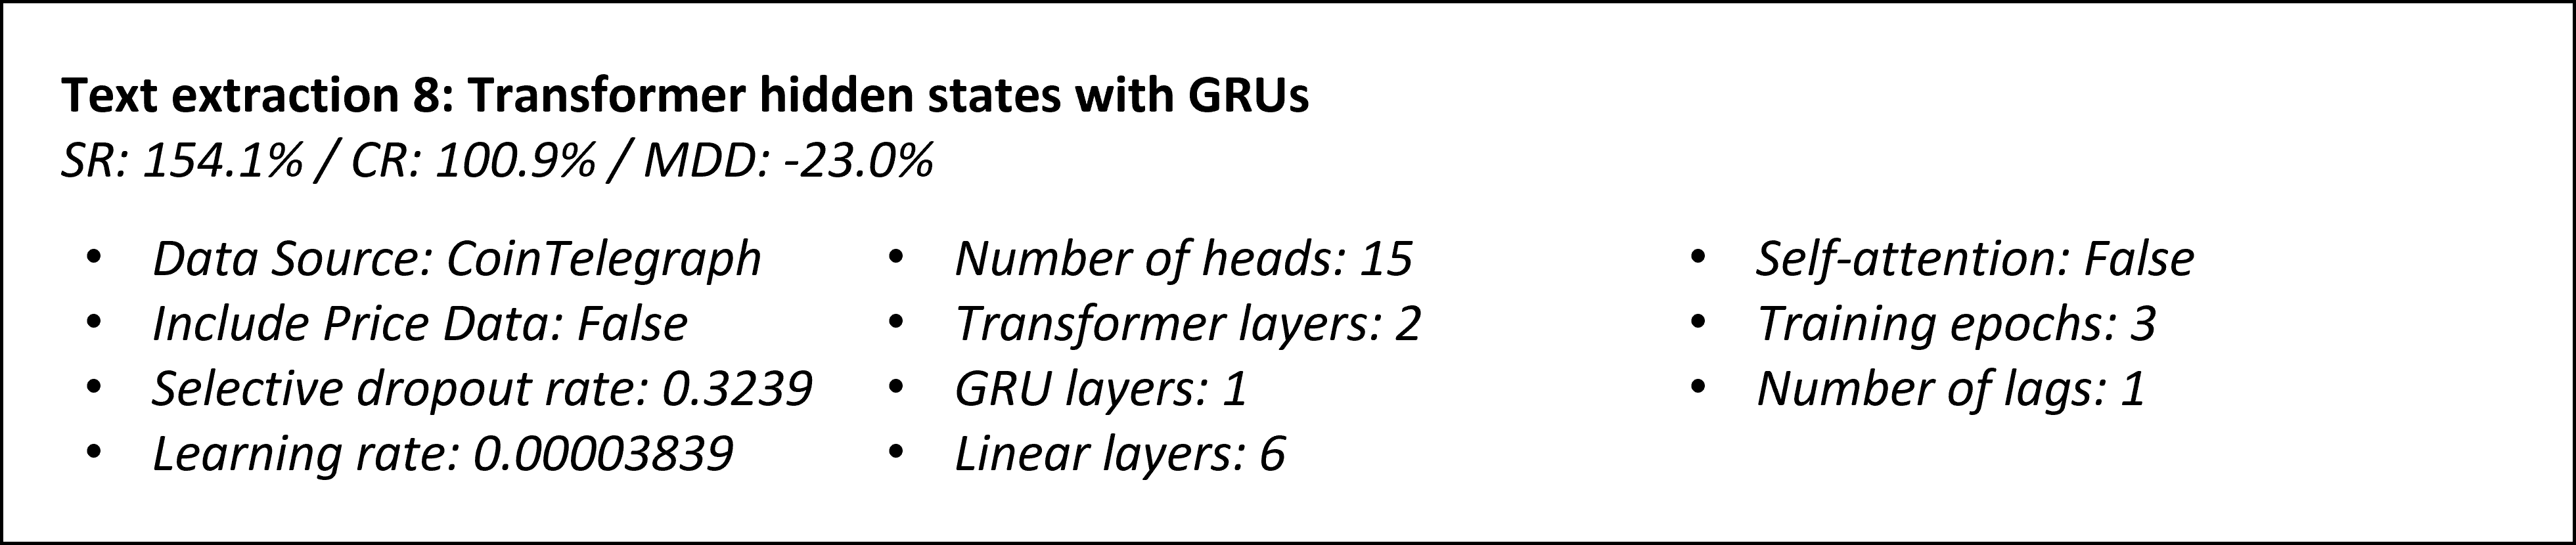 Text extraction 8: Transformer hidden states with GRUs
SR: 154.1% / CR: 100.9% / MDD: -23.0%
• Data Source: CoinTelegraph
• Include Price Data: False
• Selective dropout rate: 0.3239
• Learning rate: 0.00003839
• Number of heads: 15
• Transformer layers: 2
• GRU layers: 1
• Linear layers: 6
• Self-attention: False
• Training epochs: 3
• Number of lags: 1